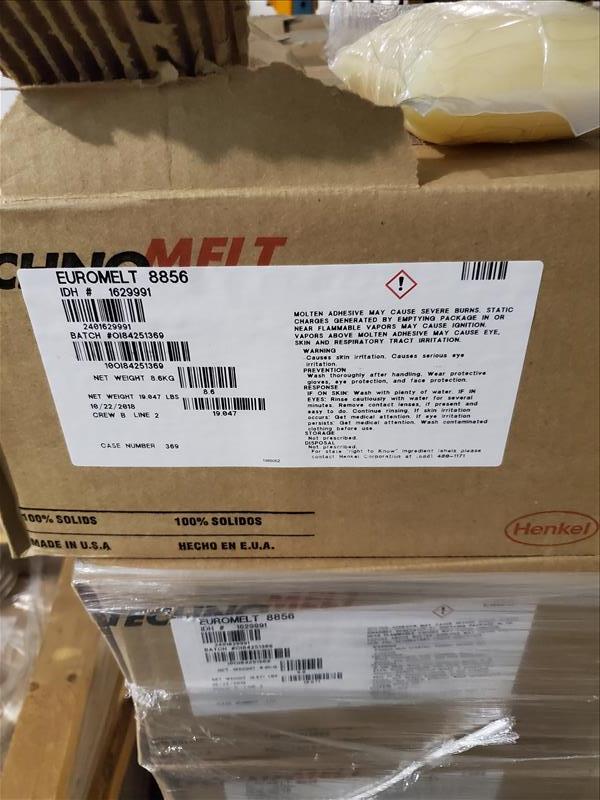 TECHNOMELT
EUROMELT 8856
IDH # 1629991
2401629991
BATCH #OI84251369
10OI84251369
NET WEIGHT 8.6KG
8.6
NET WEIGHT 19.047 LBS
19.047
10/22/2018
CREW B LINE 2
CASE NUMBER 369
MOLTEN ADHESIVE MAY CAUSE SEVERE BURNS. STATIC
CHARGES GENERATED BY EMPTYING PACKAGE IN OR
NEAR FLAMMABLE VAPORS MAY CAUSE IGNITION.
VAPORS ABOVE MOLTEN ADHESIVE MAY CAUSE EYE,
SKIN AND RESPIRATORY TRACT IRRITATION.
WARNING
Causes skin irritation. Causes serious eye
irritation.
PREVENTION
Wash thoroughly after handling. Wear protective
gloves, eye protection, and face protection.
RESPONSE
IF ON SKIN: Wash with plenty of water. IF IN
EYES: Rinse cautiously with water for several
minutes. Remove contact lenses, if present and
easy to do. Continue rinsing. If skin irritation
occurs: Get medical attention. If eye irritation
persists: Get medical attention. Wash contaminated
clothing before use.
STORAGE
Not prescribed.
DISPOSAL
Not prescribed.
For state "right to Know" ingredient labels please
contact Henkel Corporation at
100% SOLIDS 100% SOLIDOS
MADE IN U.S.A HECHO EN E.U.A.
Henkel
TECHNOMELT
EUROMELT 8856
IDH # 1629991
2401629991
BATCH #OI84251369
10OI84251369